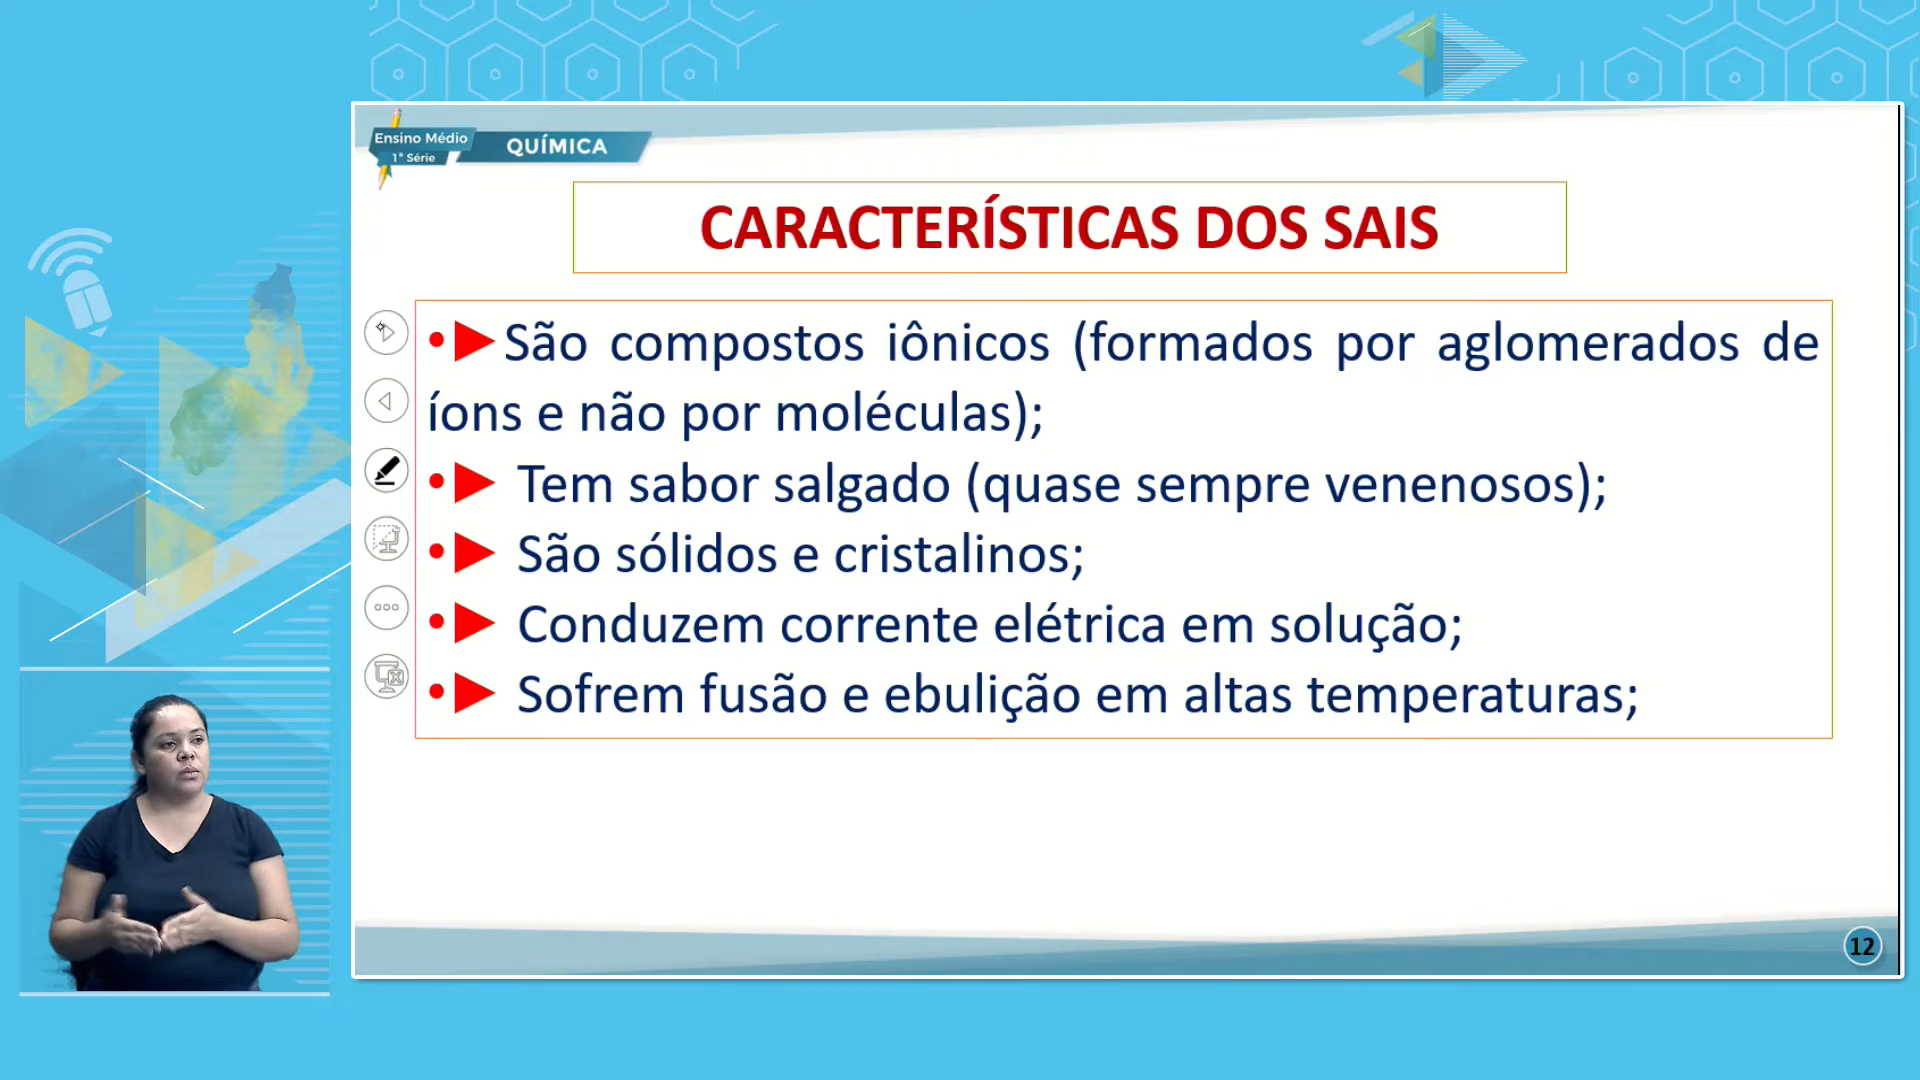 Ensino Médio
1ª Série
QUÍMICA
CARACTERÍSTICAS DOS SAIS
•►São compostos iônicos (formados por aglomerados de
íons e não por moléculas);
•► Tem sabor salgado (quase sempre venenosos);
•► São sólidos e cristalinos;
•► Conduzem corrente elétrica em solução;
•► Sofrem fusão e ebulição em altas temperaturas;
12